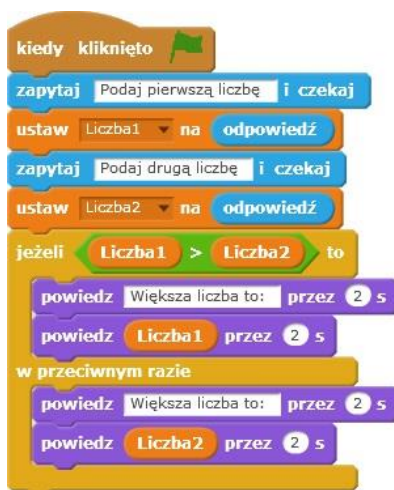 kiedy kliknięto
zapytaj Podaj pierwszą liczbę i czekaj
ustaw Liczba1 na odpowiedź
zapytaj Podaj drugą liczbę i czekaj
ustaw Liczba2 na odpowiedź
jeżeli Liczba1 > Liczba2 to
powiedz Większa liczba to: przez 2 s
powiedz Liczba1 przez 2 s
w przeciwnym razie
powiedz Większa liczba to: przez 2 s
powiedz Liczba2 przez 2 s